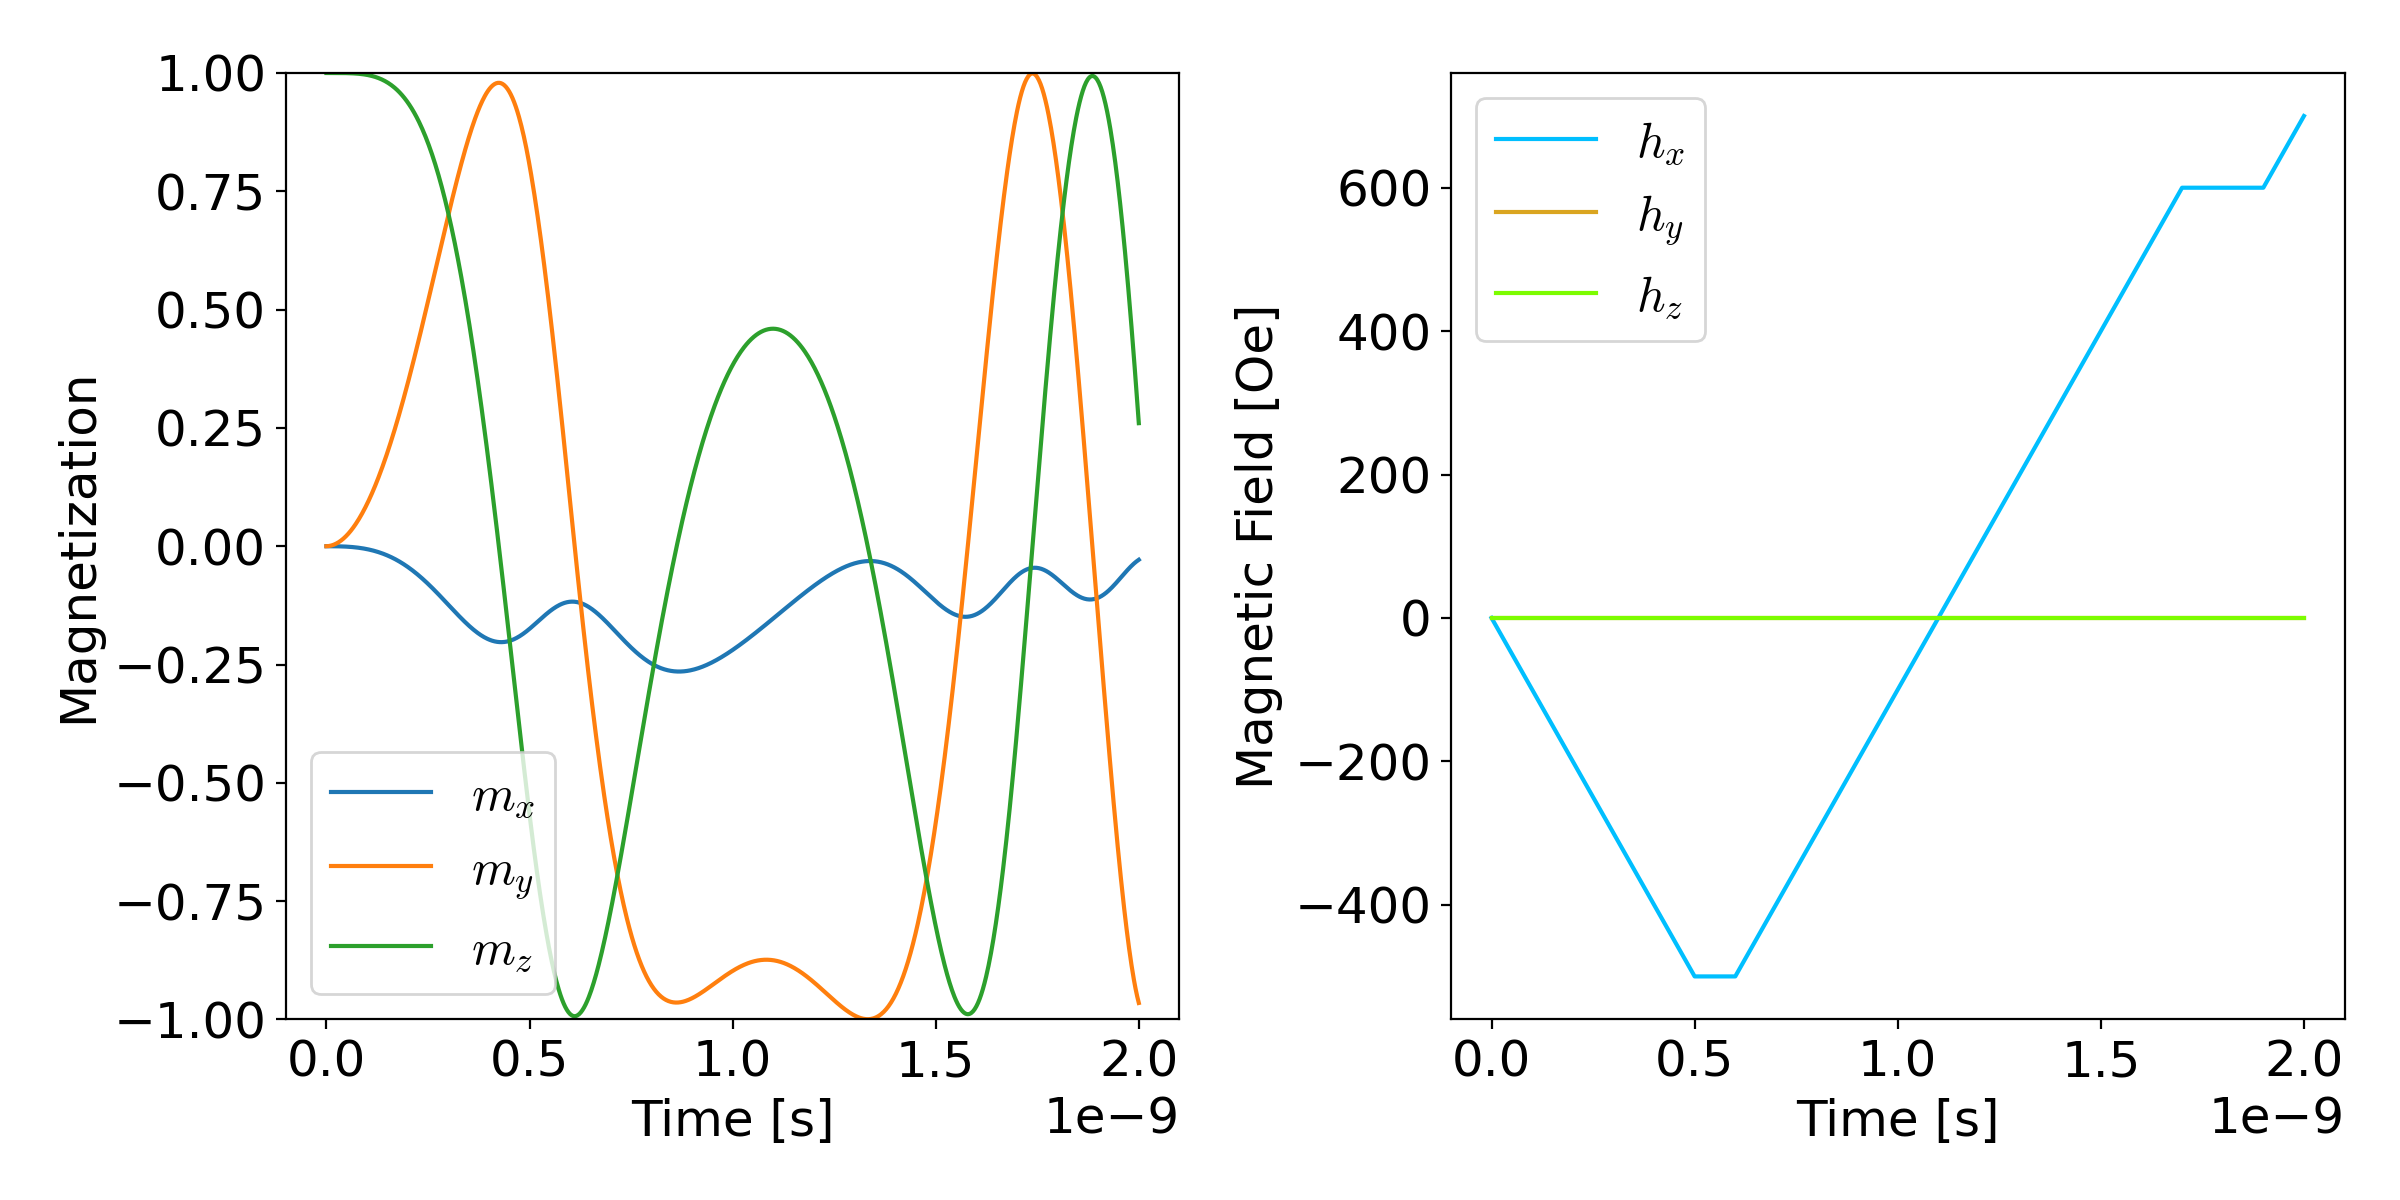 1.00
0.75
0.50
0.25
0.00
−0.25
−0.50
−0.75
−1.00
Magnetization
m_x
m_y
m_z
0.0 0.5 1.0 1.5 2.0
Time [s]
1e−9
600
400
200
0
−200
−400
Magnetic Field [Oe]
h_x
h_y
h_z
0.0 0.5 1.0 1.5 2.0
Time [s]
1e−9